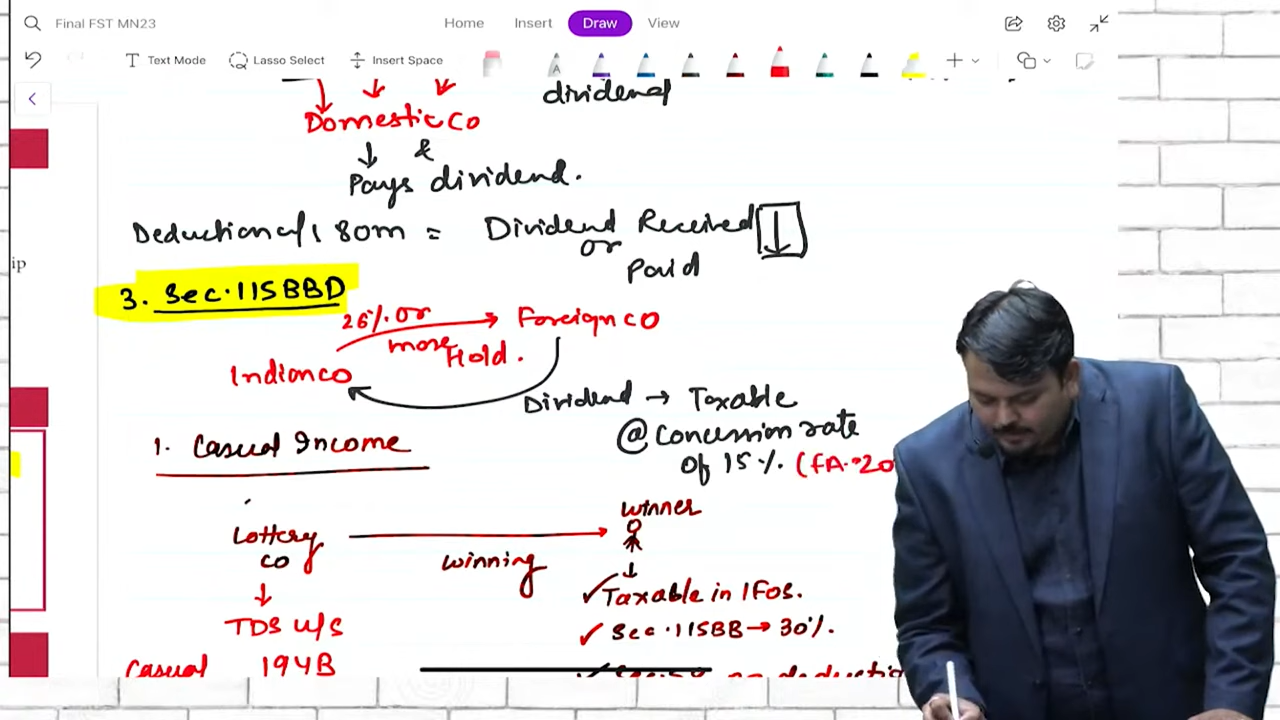 Final FST MN23
Home Insert Draw View
Text Mode Lasso Select Insert Space
dividend
Domestic Co
&
Pays dividend.
Deduction u/s 80m = Dividend Received
or
paid
ip
3. Sec.115BBD
26%. or
more Hold.
Foreign co
Indian co
Dividend → Taxable
@ Concession rate
of 15%. (FA-20
1. Casual Income
Lottery
co
winning
winner
Taxable in IFOS.
TDS u/s
Sec.115BB → 30%.
Casual 194B